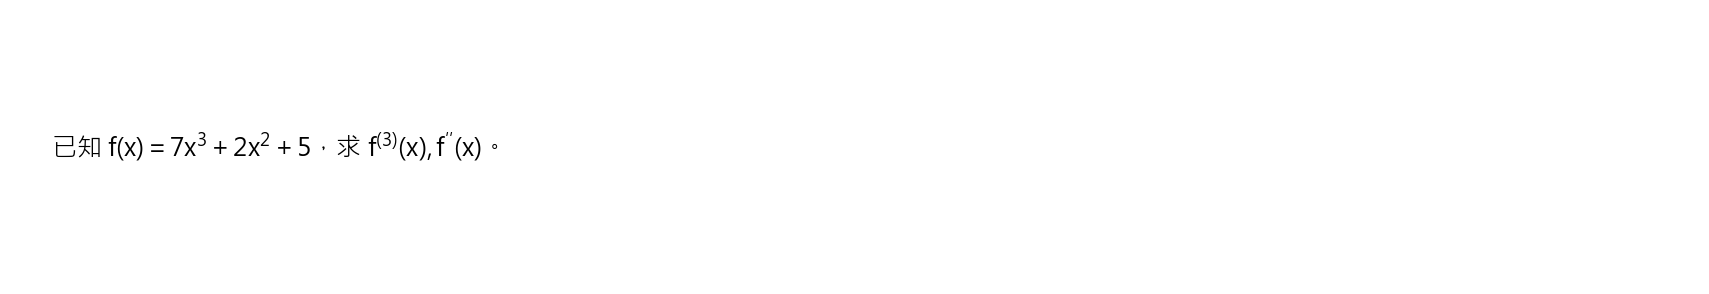 已知 f(x) = 7x³ + 2x² + 5，求 f⁽³⁾(x), f′′(x)。